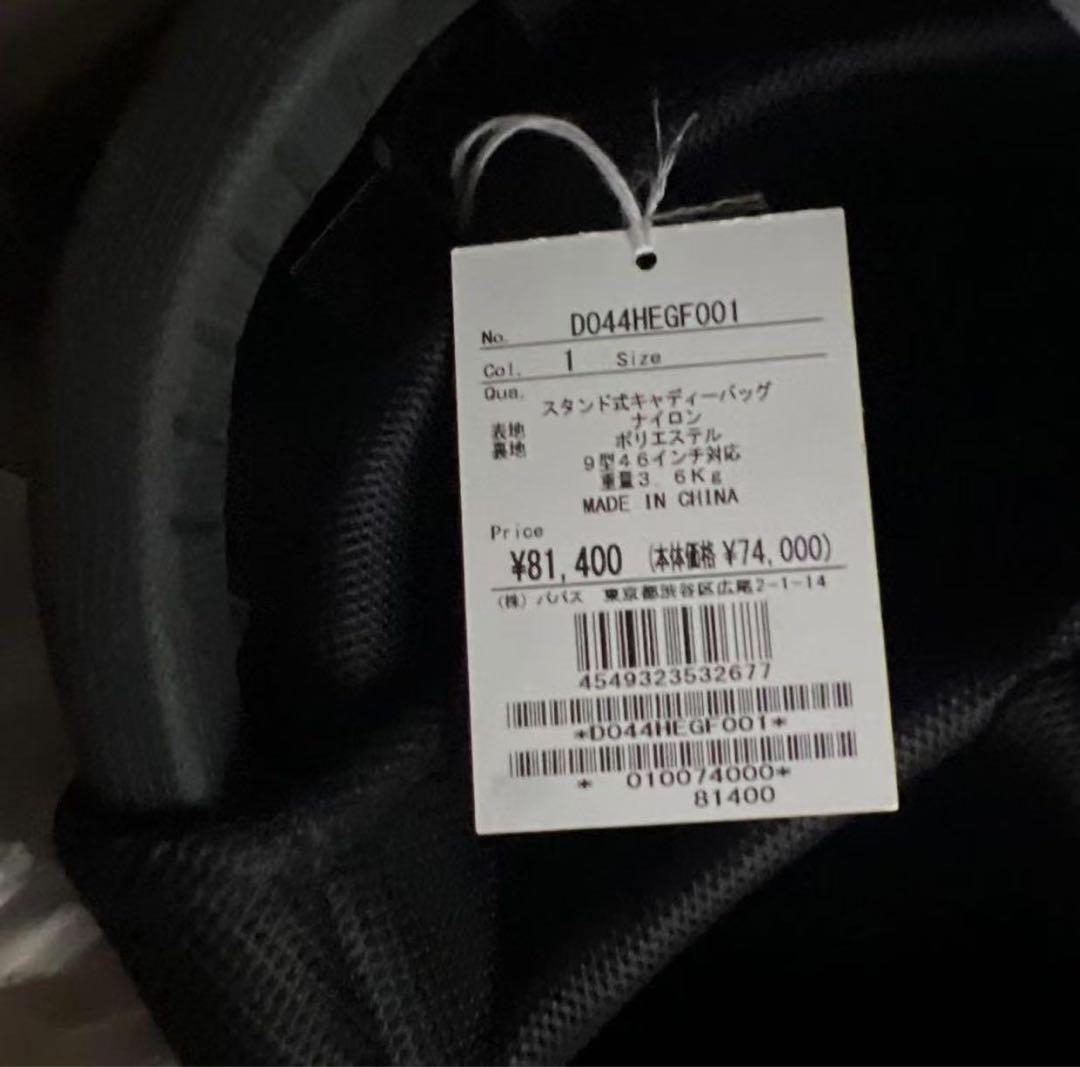 No. D044HEGF001
Col. 1 Size
Qua. スタンド式キャディーバッグ
表地 ナイロン
裏地 ポリエステル
9型46インチ対応
重量3．6Kg
MADE IN CHINA
Price
¥81,400 (本体価格 ¥74,000)
(株) パパス 東京都渋谷区広尾2-1-14
4549323532677
*D044HEGF001*
* 010074000*
81400